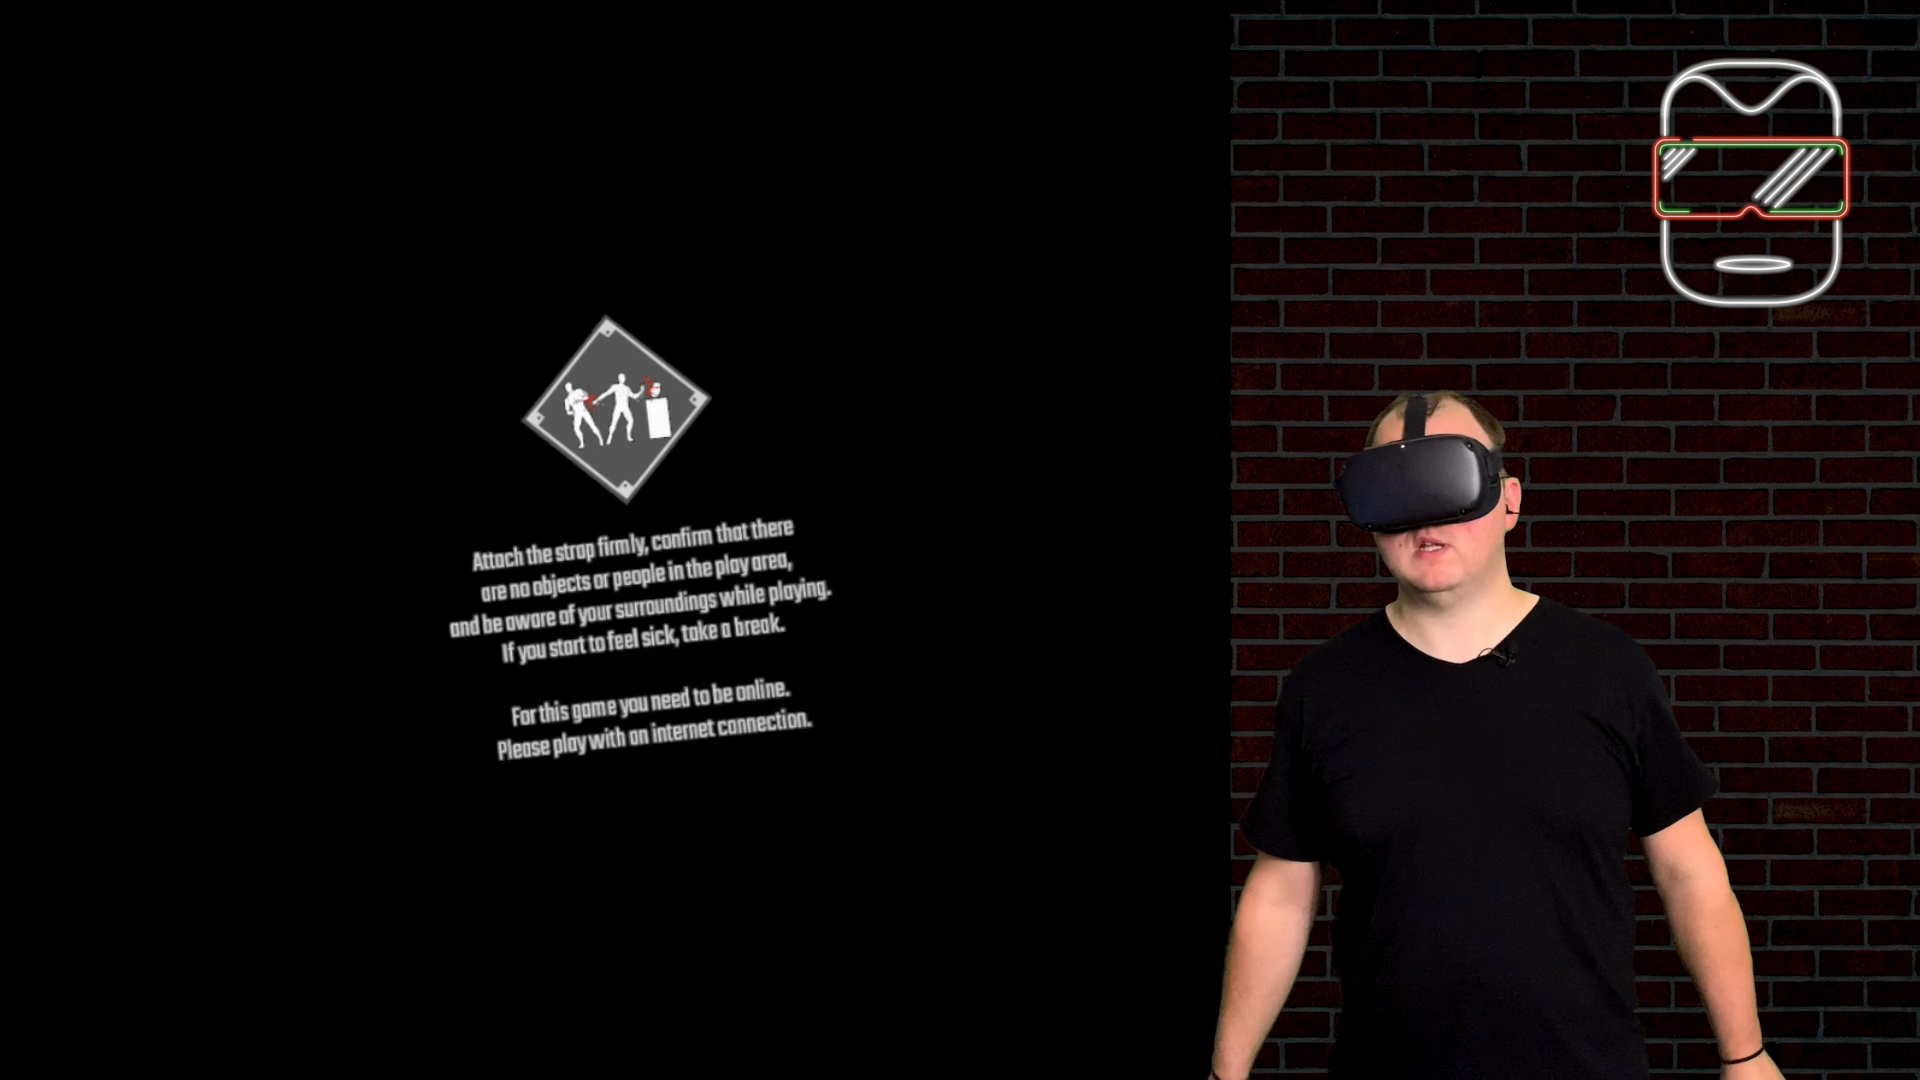 Attach the strap firmly, confirm that there
are no objects or people in the play area,
and be aware of your surroundings while playing.
If you start to feel sick, take a break.
For this game you need to be online.
Please play with an internet connection.